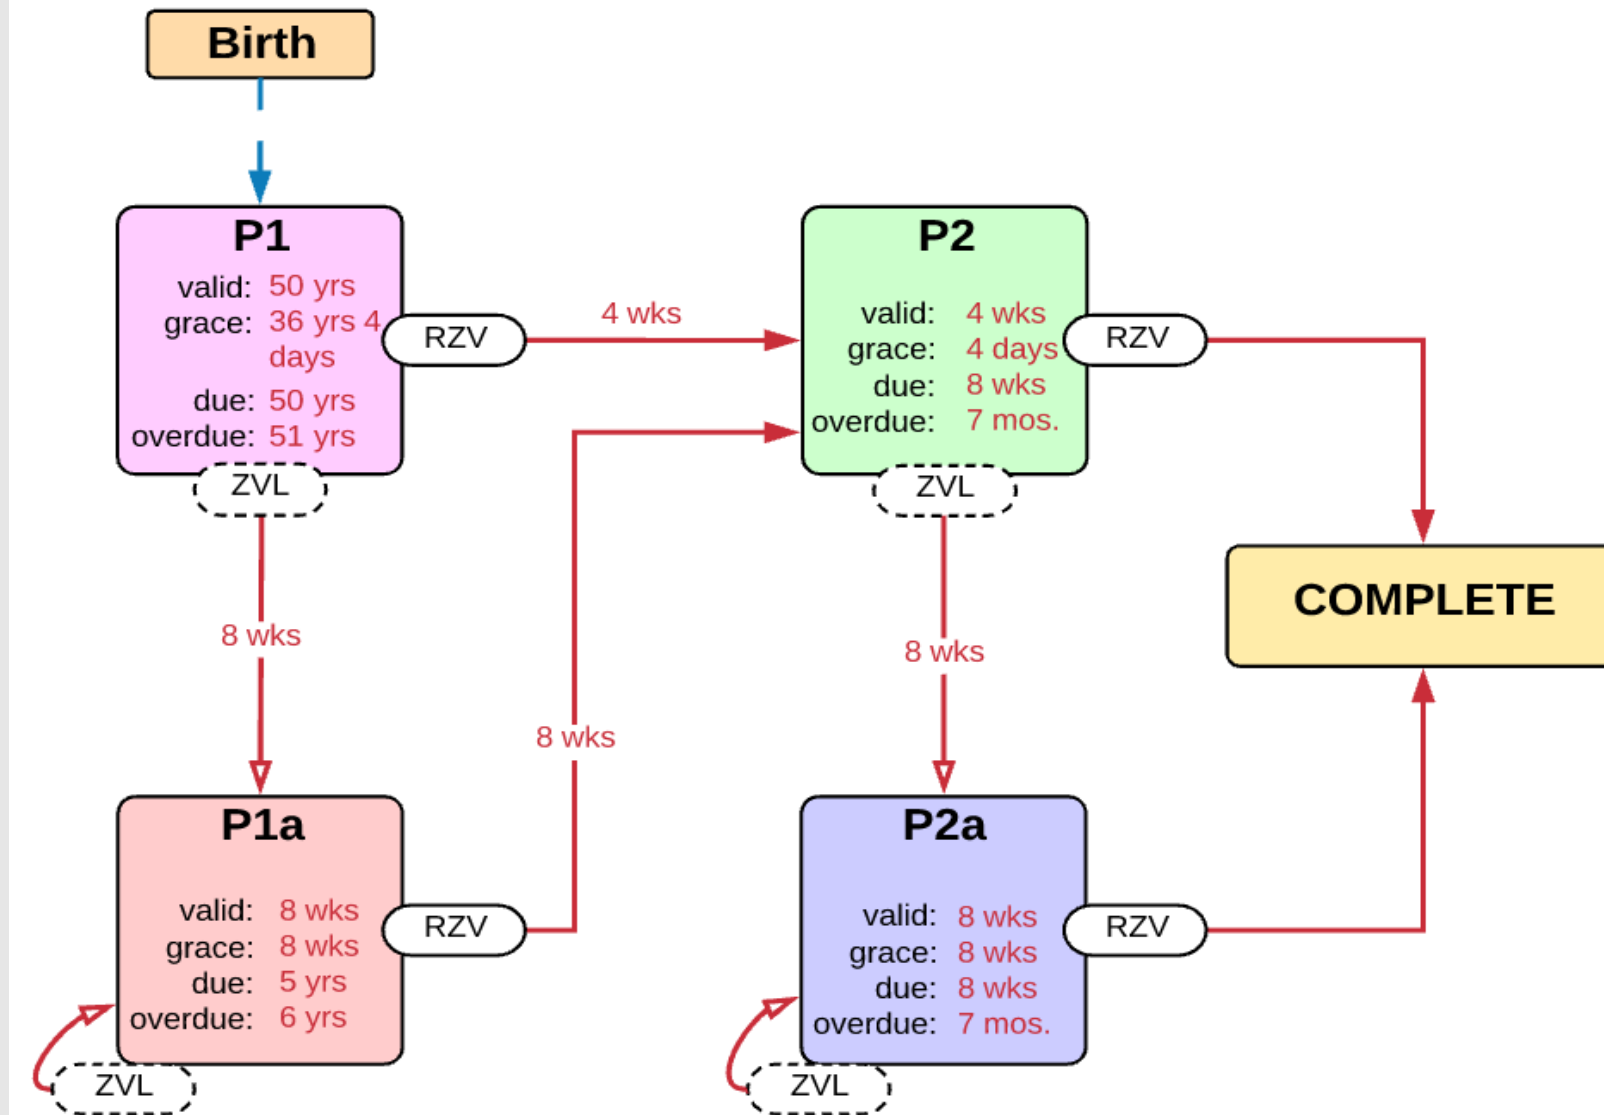 Birth
P1
valid: 50 yrs
grace: 36 yrs 4
days
due: 50 yrs
overdue: 51 yrs
RZV
ZVL
4 wks
P2
valid: 4 wks
grace: 4 days
due: 8 wks
overdue: 7 mos.
RZV
ZVL
8 wks
8 wks
8 wks
COMPLETE
P1a
valid: 8 wks
grace: 8 wks
due: 5 yrs
overdue: 6 yrs
RZV
ZVL
P2a
valid: 8 wks
grace: 8 wks
due: 8 wks
overdue: 7 mos.
RZV
ZVL